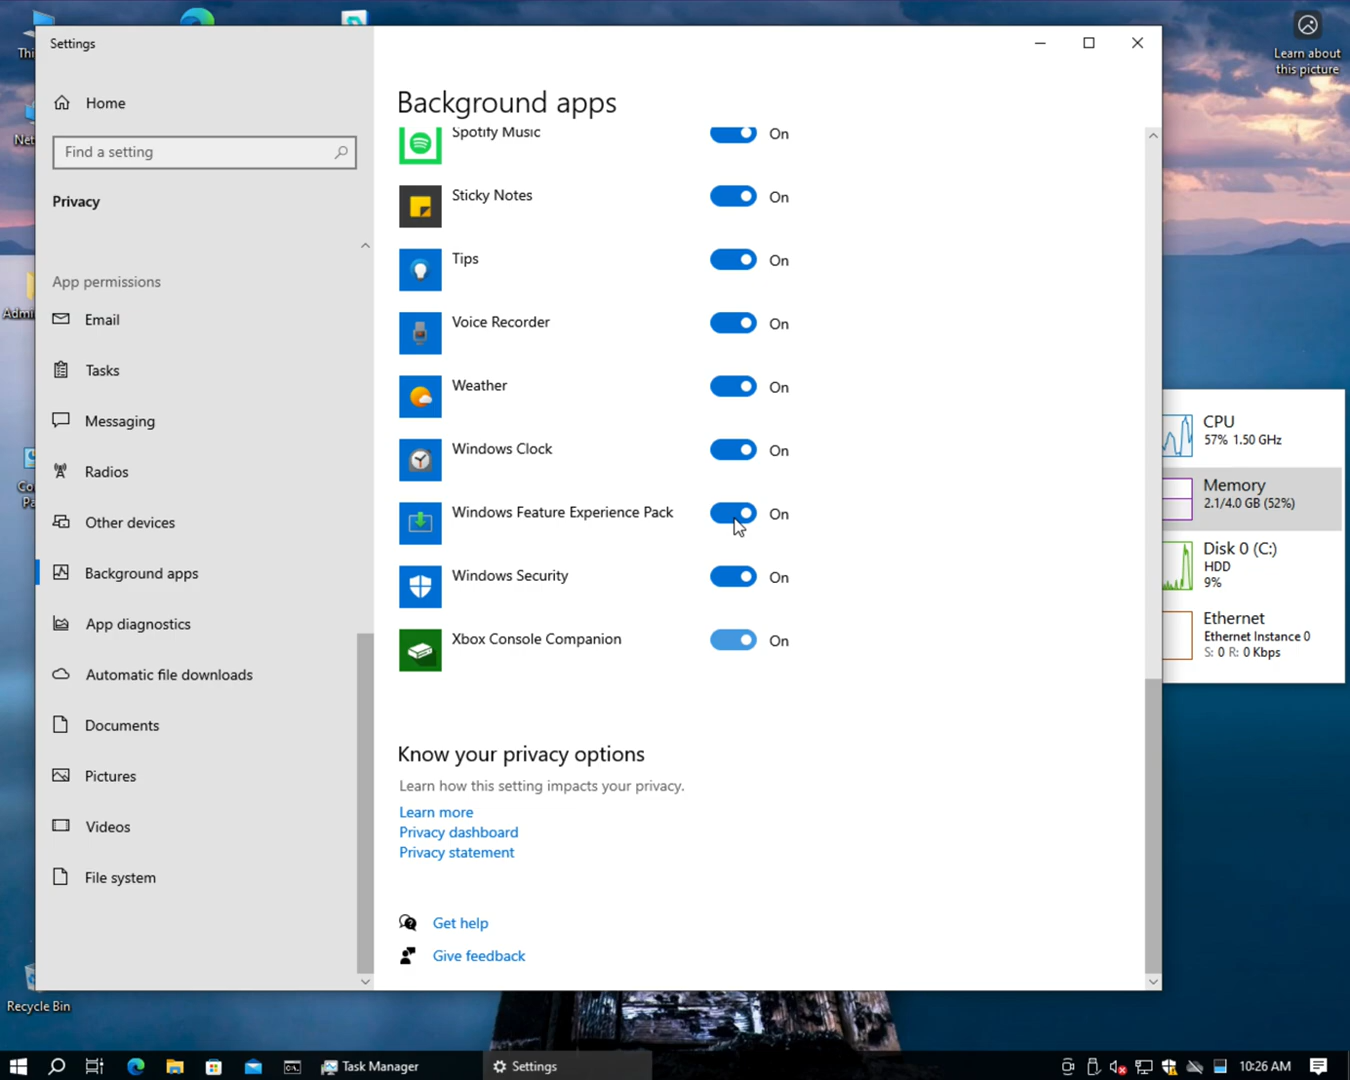 Settings
Home
Find a setting
Privacy
App permissions
Email
Tasks
Messaging
Radios
Other devices
Background apps
App diagnostics
Automatic file downloads
Documents
Pictures
Videos
File system
Background apps
Spotify Music On
Sticky Notes On
Tips On
Voice Recorder On
Weather On
Windows Clock On
Windows Feature Experience Pack On
Windows Security On
Xbox Console Companion On
Know your privacy options
Learn how this setting impacts your privacy.
Learn more
Privacy dashboard
Privacy statement
Get help
Give feedback
Learn about
this picture
CPU
57% 1.50 GHz
Memory
2.1/4.0 GB (52%)
Disk 0 (C:)
HDD
9%
Ethernet
Ethernet Instance 0
S: 0 R: 0 Kbps
Recycle Bin
Task Manager
Settings
10:26 AM